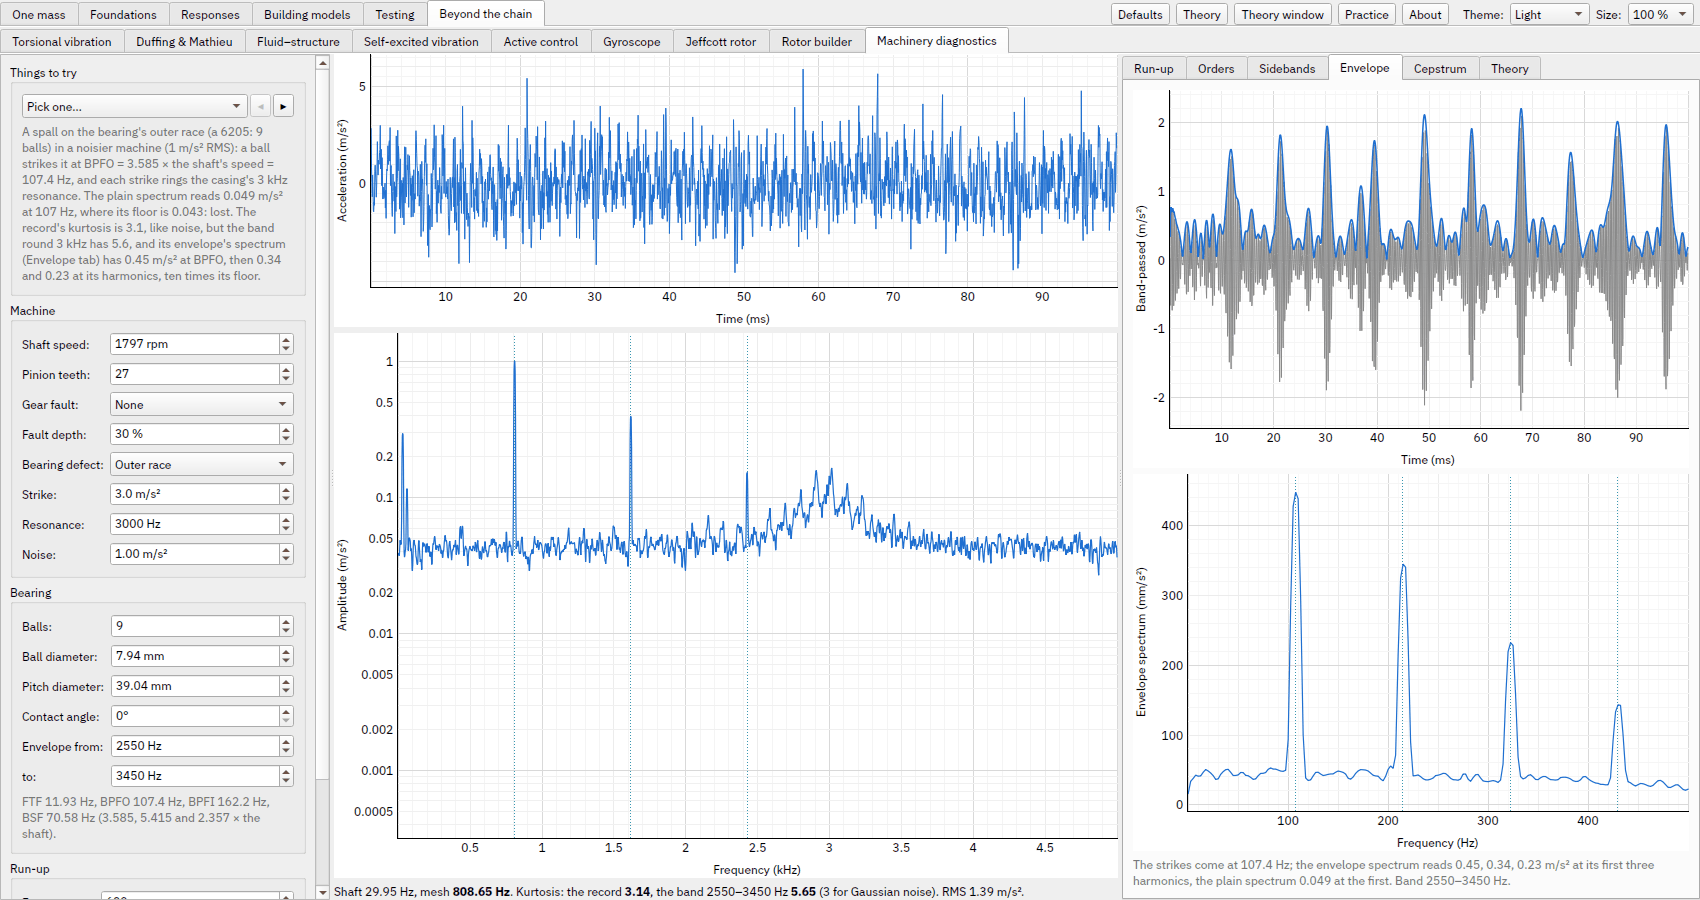 One mass
Foundations
Responses
Building models
Testing
Beyond the chain
Defaults
Theory
Theory window
Practice
About
Theme:
Light
Size:
100 %
Torsional vibration
Duffing & Mathieu
Fluid–structure
Self-excited vibration
Active control
Gyroscope
Jeffcott rotor
Rotor builder
Machinery diagnostics
Things to try
Pick one...
A spall on the bearing's outer race (a 6205: 9
balls) in a noisier machine (1 m/s² RMS): a ball
strikes it at BPFO = 3.585 × the shaft's speed =
107.4 Hz, and each strike rings the casing's 3 kHz
resonance. The plain spectrum reads 0.049 m/s²
at 107 Hz, where its floor is 0.043: lost. The
record's kurtosis is 3.1, like noise, but the band
round 3 kHz has 5.6, and its envelope's spectrum
(Envelope tab) has 0.45 m/s² at BPFO, then 0.34
and 0.23 at its harmonics, ten times its floor.
Machine
Shaft speed: 1797 rpm
Pinion teeth: 27
Gear fault: None
Fault depth: 30 %
Bearing defect: Outer race
Strike: 3.0 m/s²
Resonance: 3000 Hz
Noise: 1.00 m/s²
Bearing
Balls: 9
Ball diameter: 7.94 mm
Pitch diameter: 39.04 mm
Contact angle: 0°
Envelope from: 2550 Hz
to: 3450 Hz
FTF 11.93 Hz, BPFO 107.4 Hz, BPFI 162.2 Hz,
BSF 70.58 Hz (3.585, 5.415 and 2.357 × the
shaft).
Run-up
Acceleration (m/s²)
5
0
10 20 30 40 50 60 70 80 90
Time (ms)
Amplitude (m/s²)
1
0.5
0.2
0.1
0.05
0.02
0.01
0.005
0.002
0.001
0.0005
0.5 1 1.5 2 2.5 3 3.5 4 4.5
Frequency (kHz)
Shaft 29.95 Hz, mesh 808.65 Hz. Kurtosis: the record 3.14, the band 2550–3450 Hz 5.65 (3 for Gaussian noise). RMS 1.39 m/s².
Run-up
Orders
Sidebands
Envelope
Cepstrum
Theory
Band-passed (m/s²)
2
1
0
-1
-2
10 20 30 40 50 60 70 80 90
Time (ms)
Envelope spectrum (mm/s²)
400
300
200
100
0
100 200 300 400
Frequency (Hz)
The strikes come at 107.4 Hz; the envelope spectrum reads 0.45, 0.34, 0.23 m/s² at its first three
harmonics, the plain spectrum 0.049 at the first. Band 2550–3450 Hz.